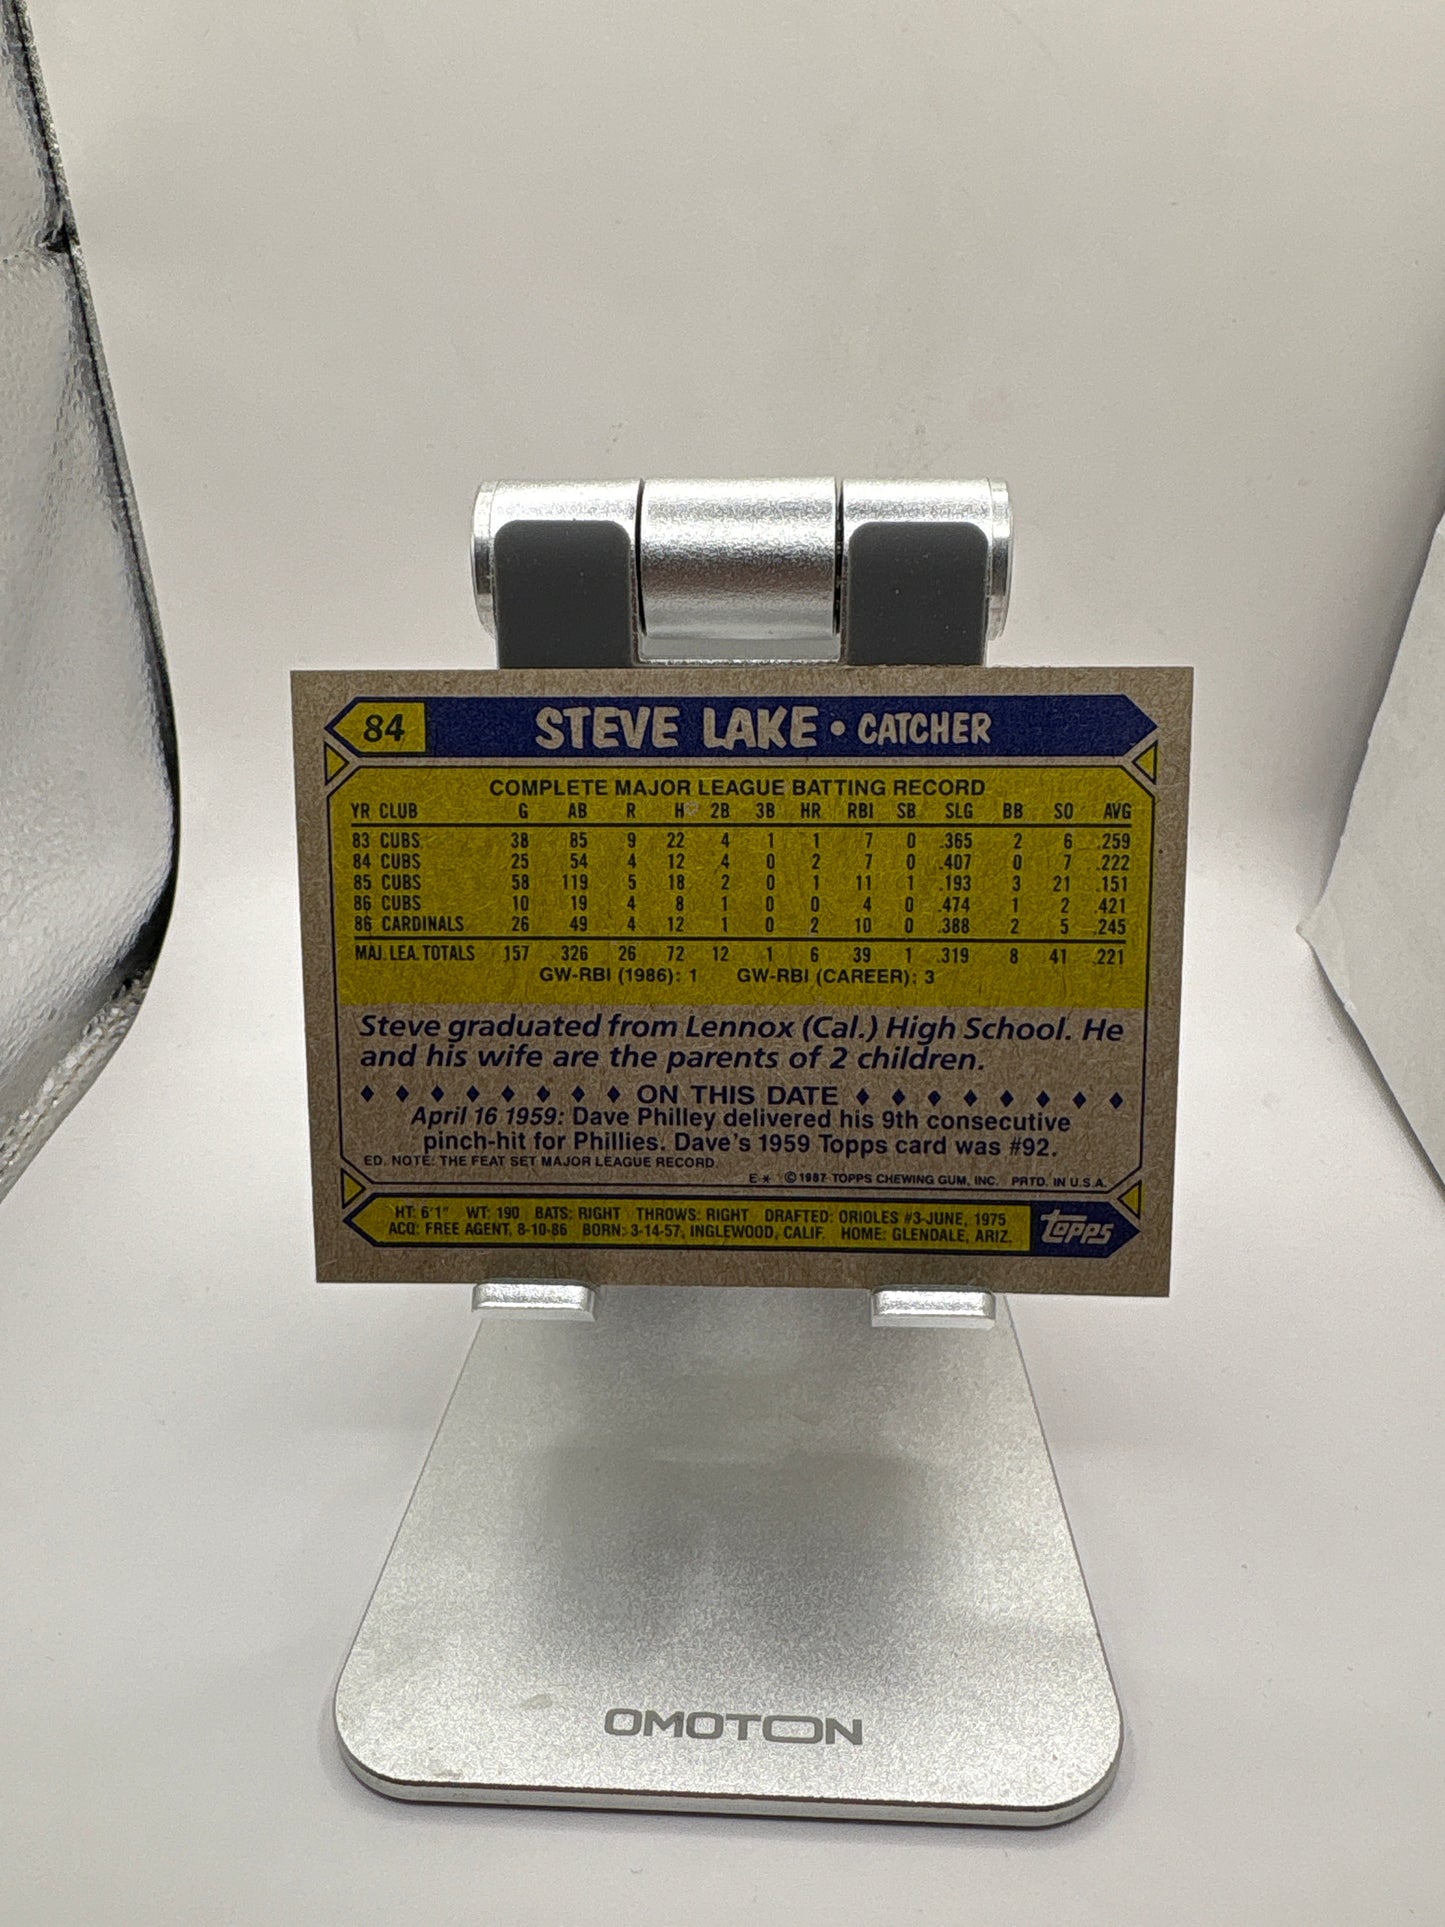 84 STEVE LAKE • CATCHER
COMPLETE MAJOR LEAGUE BATTING RECORD
YR CLUB G AB R H 2B 3B HR RBI SB SLG BB SO AVG
83 CUBS 38 85 9 22 4 1 1 7 0 .365 2 6 .259
84 CUBS 25 54 4 12 4 0 2 7 0 .407 0 7 .222
85 CUBS 58 119 5 18 2 0 1 11 1 .193 3 21 .151
86 CUBS 10 19 4 8 1 0 0 4 0 .474 1 2 .421
86 CARDINALS 26 49 4 12 1 0 2 10 0 .388 2 5 .245
MAJ. LEA. TOTALS 157 326 26 72 12 1 6 39 1 .319 8 41 .221
GW-RBI (1986): 1 GW-RBI (CAREER): 3
Steve graduated from Lennox (Cal.) High School. He
and his wife are the parents of 2 children.
ON THIS DATE
April 16 1959: Dave Philley delivered his 9th consecutive
pinch-hit for Phillies. Dave's 1959 Topps card was #92.
ED. NOTE: THE FEAT SET MAJOR LEAGUE RECORD.
E* ©1987 TOPPS CHEWING GUM, INC. PRTD. IN U.S.A.
HT: 6'1" WT: 190 BATS: RIGHT THROWS: RIGHT DRAFTED: ORIOLES #3-JUNE, 1975
ACQ: FREE AGENT, 8-10-86 BORN: 3-14-57, INGLEWOOD, CALIF. HOME: GLENDALE, ARIZ.
topps
OMOTON